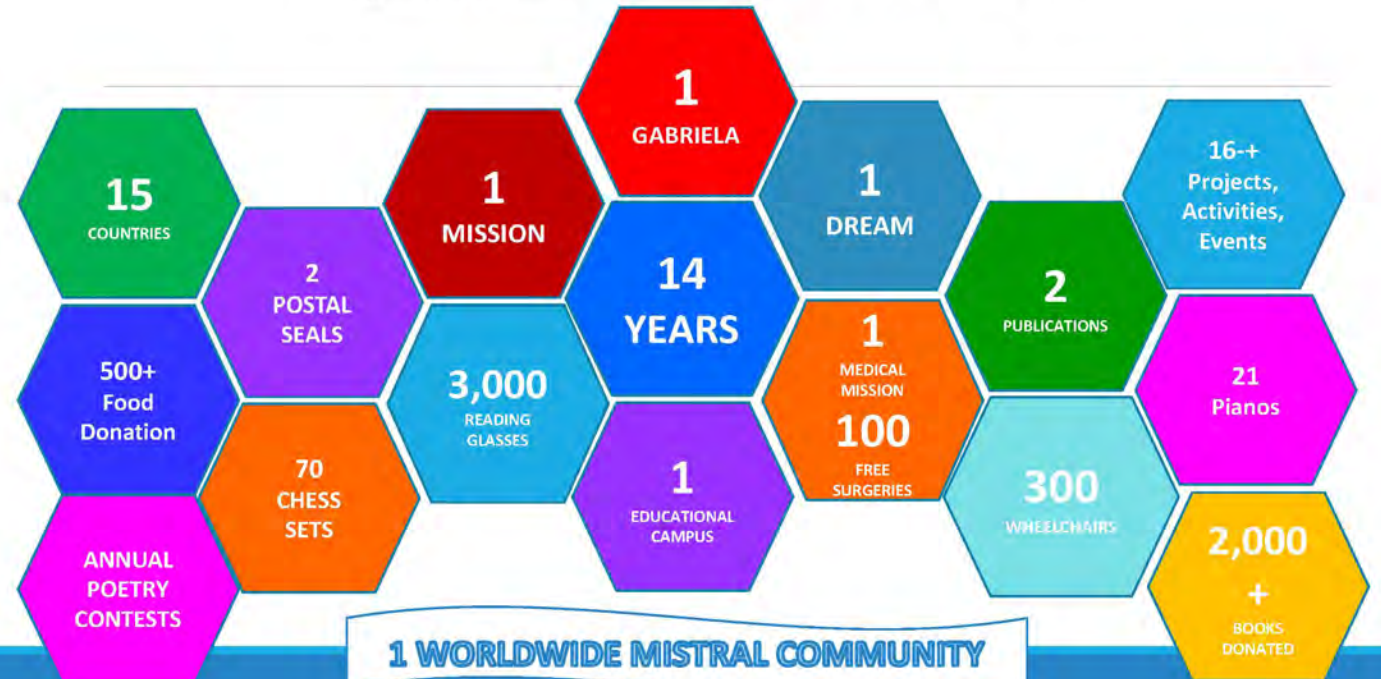 1
GABRIELA
15
COUNTRIES
1
MISSION
1
DREAM
16-+
Projects,
Activities,
Events
2
POSTAL
SEALS
14
YEARS
2
PUBLICATIONS
500+
Food
Donation
3,000
READING
GLASSES
1
MEDICAL
MISSION
100
FREE
SURGERIES
21
Pianos
70
CHESS
SETS
1
EDUCATIONAL
CAMPUS
300
WHEELCHAIRS
ANNUAL
POETRY
CONTESTS
2,000
+
BOOKS
DONATED
1 WORLDWIDE MISTRAL COMMUNITY